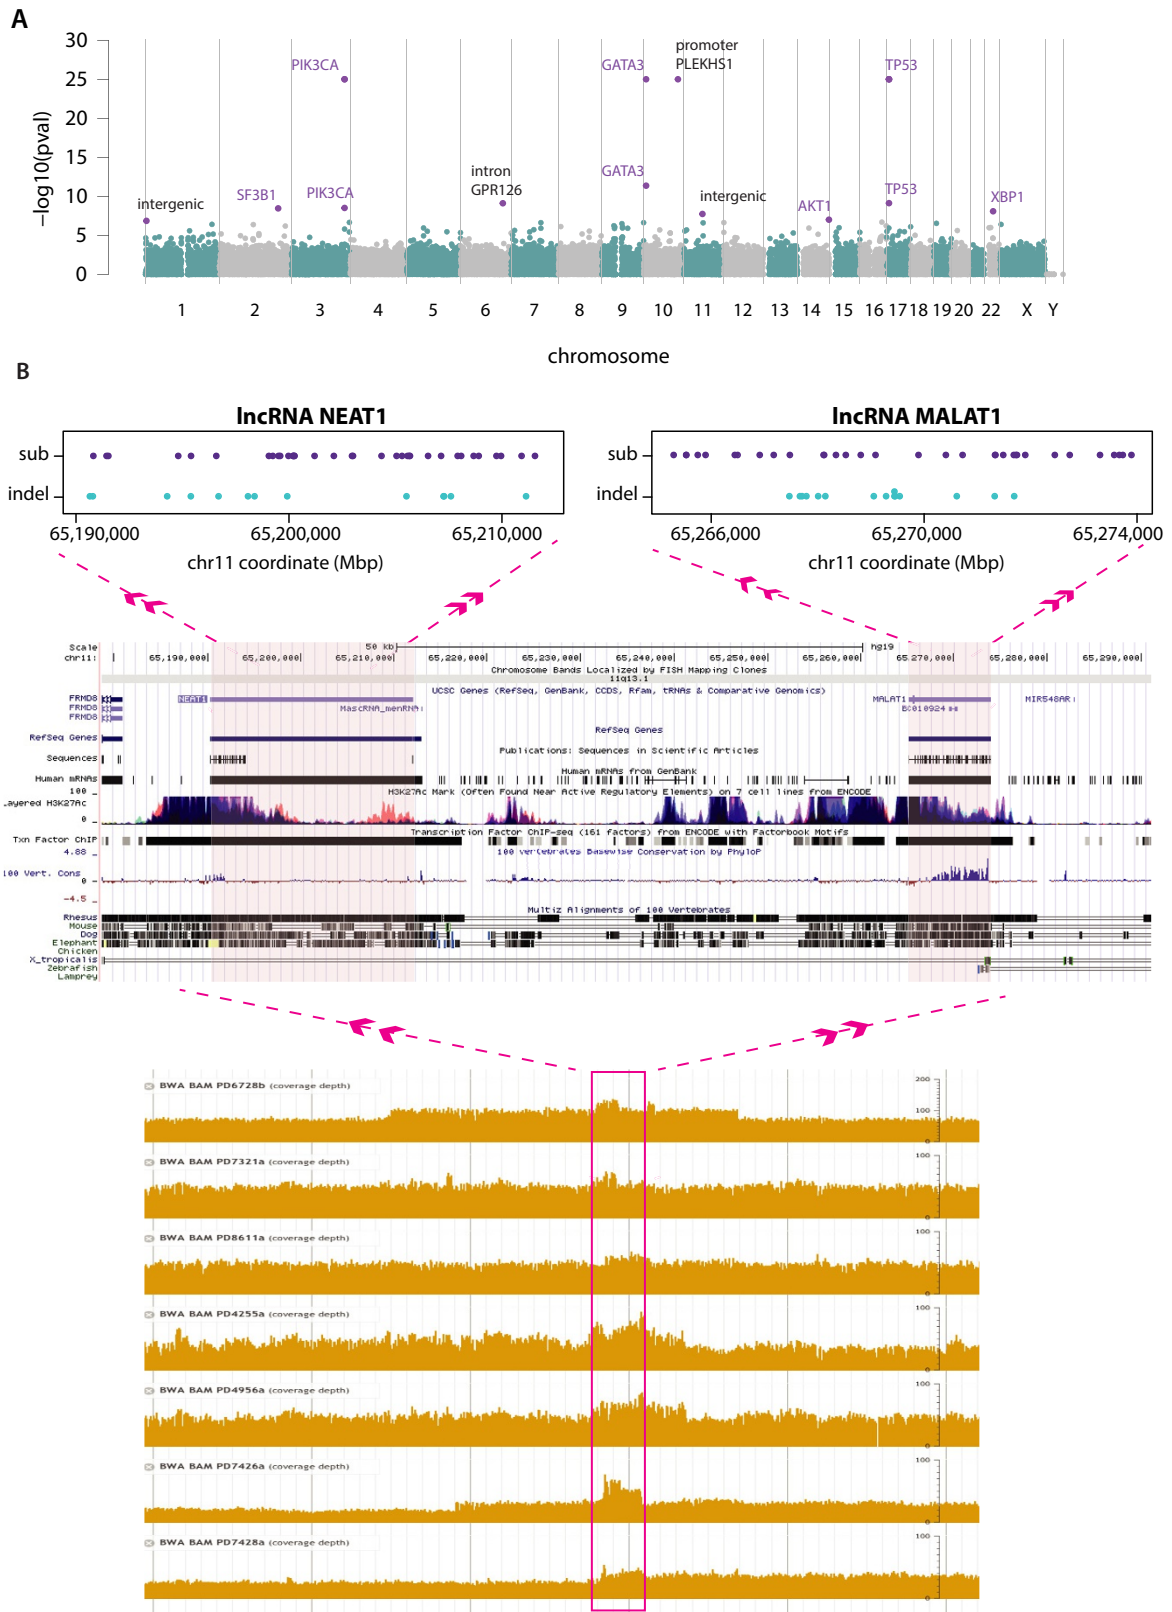 A
30
25
20
15
10
5
0
−log10(pval)
promoter
PLEKHS1
PIK3CA
GATA3
TP53
intron
GPR126
GATA3
intergenic
SF3B1
PIK3CA
intergenic
AKT1
TP53
XBP1
1 2 3 4 5 6 7 8 9 10 11 12 13 14 15 16 17 18 19 20 22 X Y
chromosome
B
lncRNA NEAT1
sub
indel
65,190,000 65,200,000 65,210,000
chr11 coordinate (Mbp)
lncRNA MALAT1
sub
indel
65,266,000 65,270,000 65,274,000
chr11 coordinate (Mbp)
Scale 50 kb hg19
chr11: 65,190,000 65,200,000 65,210,000 65,220,000 65,230,000 65,240,000 65,250,000 65,260,000 65,270,000 65,280,000 65,290,000
Chromosome Bands Localized by FISH Mapping Clones
11q13.1
UCSC Genes (RefSeq, GenBank, CCDS, Rfam, tRNAs & Comparative Genomics)
FRMD8 NEAT1 MALAT1 MIR548AR
FRMD8 MascRNA_menRNA BC010924
FRMD8
RefSeq Genes
RefSeq Genes
Publications: Sequences in Scientific Articles
Sequences
Human mRNAs from GenBank
Human mRNAs
H3K27Ac Mark (Often Found Near Active Regulatory Elements) on 7 cell lines from ENCODE
100
Layered H3K27Ac
0
Transcription Factor ChIP-seq (161 factors) from ENCODE with Factorbook Motifs
Txn Factor ChIP
100 vertebrates Basewise Conservation by PhyloP
4.88
100 Vert. Cons
0
-4.5
Multiz Alignments of 100 Vertebrates
Rhesus
Mouse
Dog
Elephant
Chicken
X_tropicalis
Zebrafish
Lamprey
BWA BAM PD6728b (coverage depth)
200
100
0
BWA BAM PD7321a (coverage depth)
100
0
BWA BAM PD8611a (coverage depth)
100
0
BWA BAM PD4255a (coverage depth)
100
0
BWA BAM PD4956a (coverage depth)
100
0
BWA BAM PD7426a (coverage depth)
100
0
BWA BAM PD7428a (coverage depth)
100
0